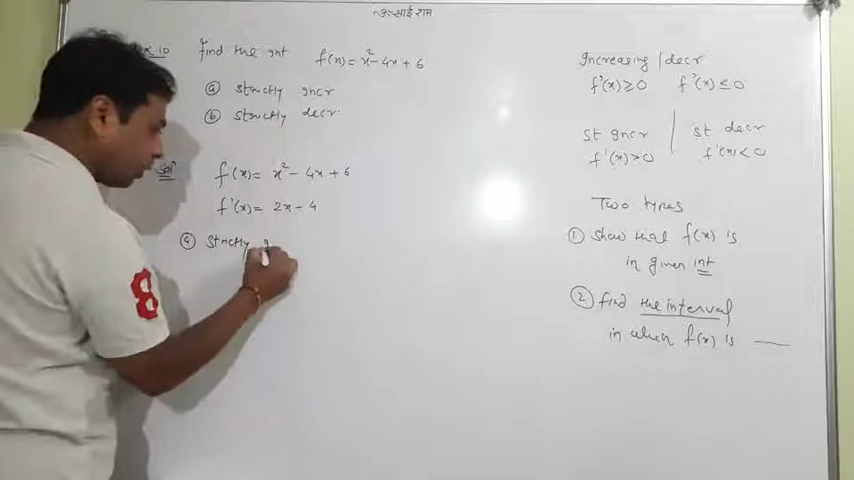 ॐ साई राम
Ex 10 find the int f(x) = x² - 4x + 6
(a) strictly incr
(b) strictly decr
Sol
f(x) = x² - 4x + 6
f'(x) = 2x - 4
(a) strictly
Increasing / decr
f'(x) ≥ 0 f'(x) ≤ 0
st incr st decr
f'(x) > 0 f'(x) < 0
Two types
① show that f(x) is
in given int
② find the interval
in which f(x) is ___
8